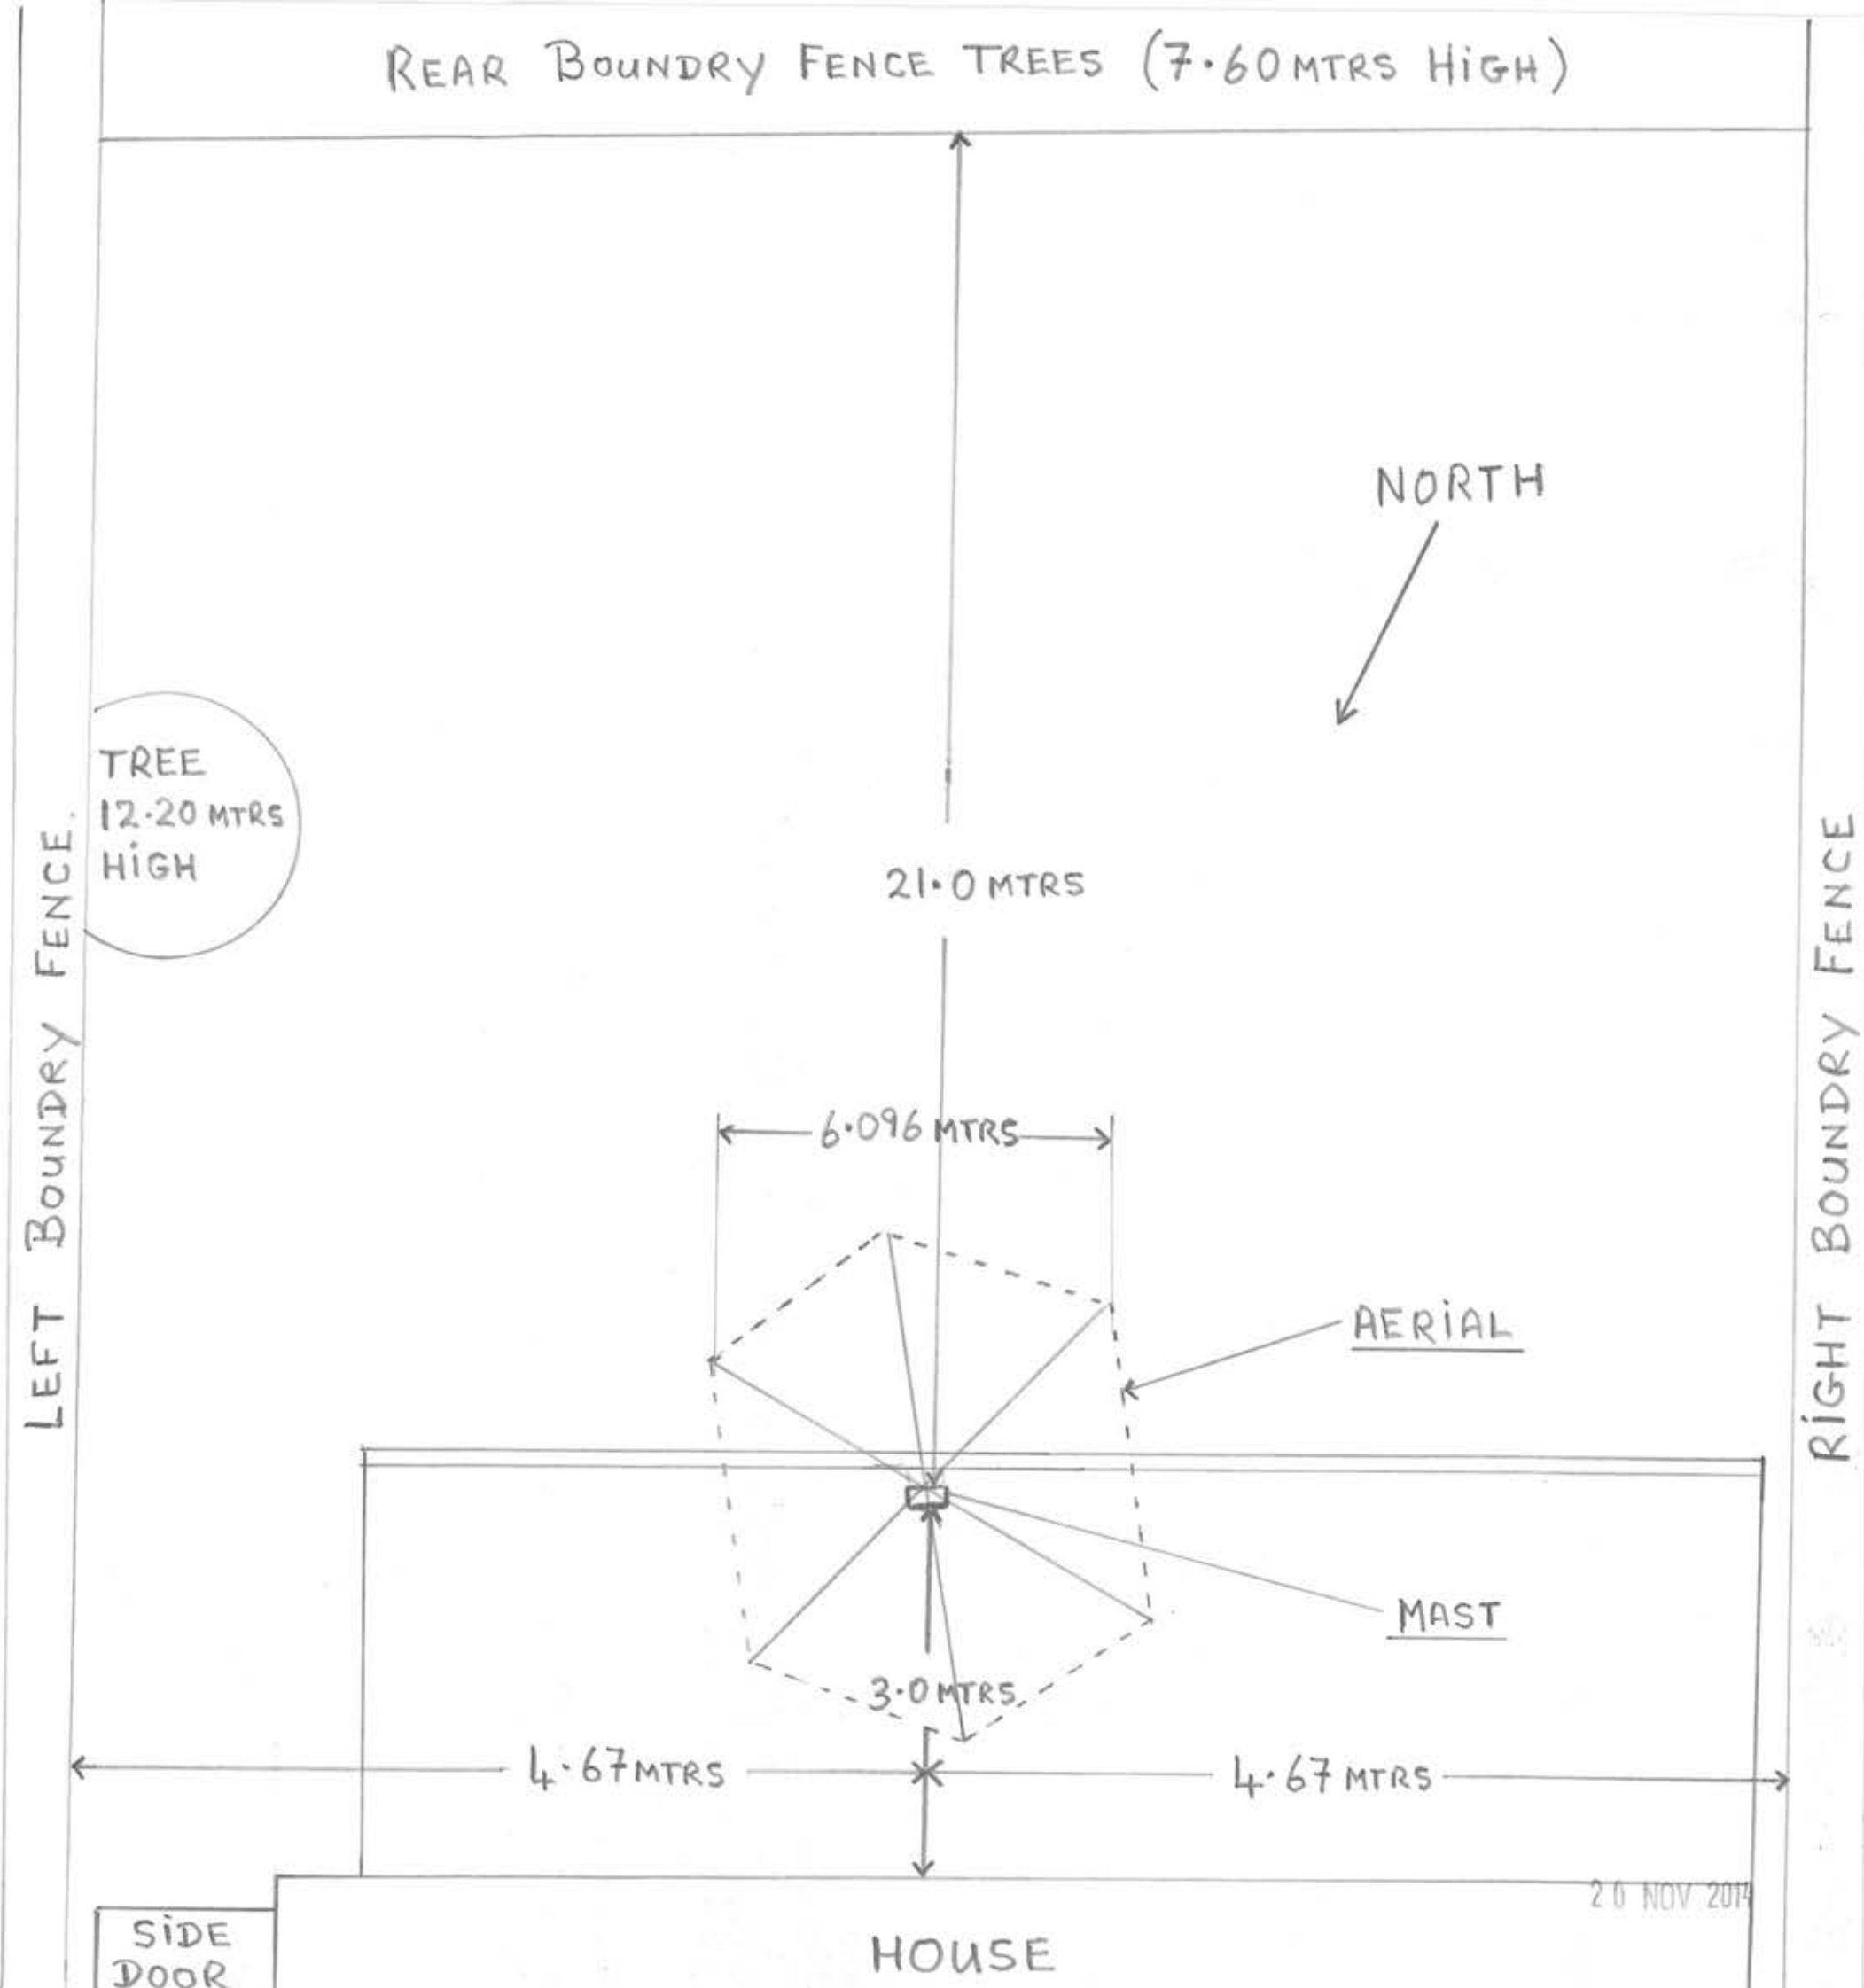 REAR BOUNDRY FENCE TREES (7.60 MTRS HIGH)
NORTH
TREE
12.20 MTRS
HIGH
LEFT BOUNDRY FENCE.
RIGHT BOUNDRY FENCE
21.0 MTRS
6.096 MTRS
AERIAL
MAST
3.0 MTRS
4.67 MTRS
4.67 MTRS
20 NOV 2014
SIDE
DOOR
HOUSE